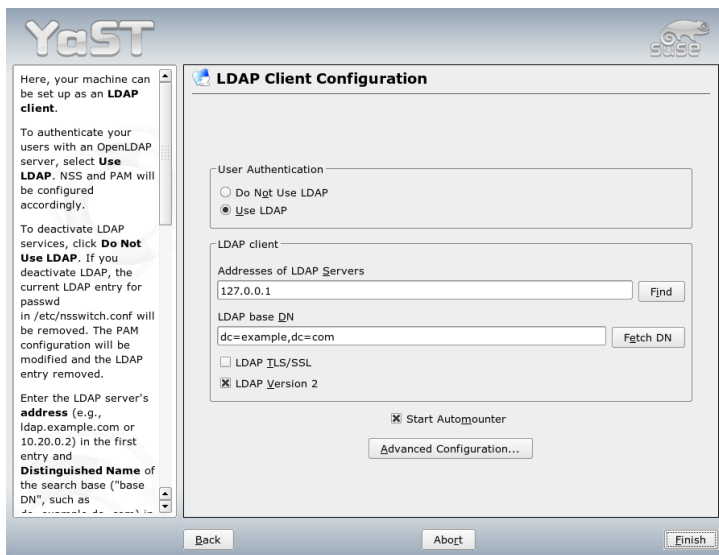 YaST
SUSE
Here, your machine can
be set up as an LDAP
client.
To authenticate your
users with an OpenLDAP
server, select Use
LDAP. NSS and PAM will
be configured
accordingly.
To deactivate LDAP
services, click Do Not
Use LDAP. If you
deactivate LDAP, the
current LDAP entry for
passwd
in /etc/nsswitch.conf will
be removed. The PAM
configuration will be
modified and the LDAP
entry removed.
Enter the LDAP server's
address (e.g.,
ldap.example.com or
10.20.0.2) in the first
entry and
Distinguished Name of
the search base ("base
DN", such as
LDAP Client Configuration
User Authentication
Do Not Use LDAP
Use LDAP
LDAP client
Addresses of LDAP Servers
127.0.0.1
Find
LDAP base DN
dc=example,dc=com
Fetch DN
LDAP TLS/SSL
LDAP Version 2
Start Automounter
Advanced Configuration...
Back
Abort
Finish